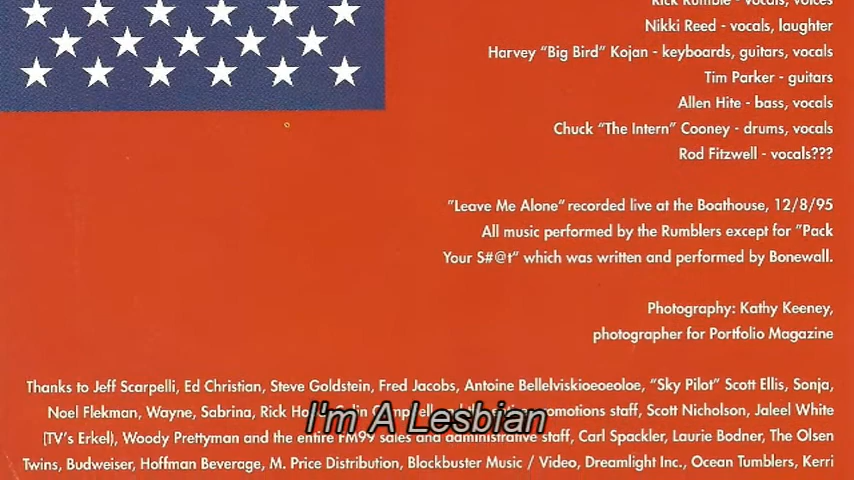 Rick Rumble - vocals, voices
Nikki Reed - vocals, laughter
Harvey “Big Bird” Kojan - keyboards, guitars, vocals
Tim Parker - guitars
Allen Hite - bass, vocals
Chuck “The Intern” Cooney - drums, vocals
Rod Fitzwell - vocals???
”Leave Me Alone“ recorded live at the Boathouse, 12/8/95
All music performed by the Rumblers except for ”Pack
Your S#@t“ which was written and performed by Bonewall.
Photography: Kathy Keeney,
photographer for Portfolio Magazine
Thanks to Jeff Scarpelli, Ed Christian, Steve Goldstein, Fred Jacobs, Antoine Bellelviskioeoeoloe, “Sky Pilot” Scott Ellis, Sonja,
Noel Flekman, Wayne, Sabrina, Rick staff, Scott Nicholson, Jaleel White
I'm A Lesbian
(TV’s Erkel), Woody Prettyman and the entire FM99 sales and administrative staff, Carl Spackler, Laurie Bodner, The Olsen
Twins, Budweiser, Hoffman Beverage, M. Price Distribution, Blockbuster Music / Video, Dreamlight Inc., Ocean Tumblers, Kerri